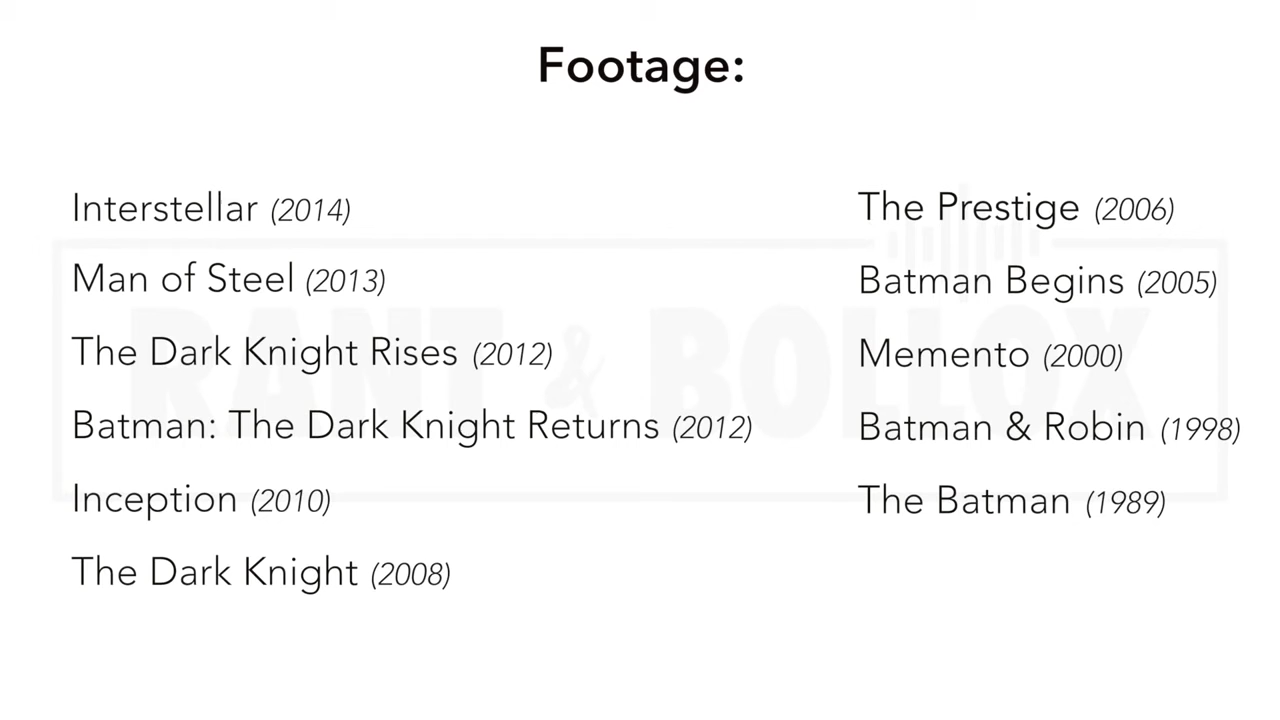 Footage:
Interstellar (2014)
Man of Steel (2013)
The Dark Knight Rises (2012)
Batman: The Dark Knight Returns (2012)
Inception (2010)
The Dark Knight (2008)
The Prestige (2006)
Batman Begins (2005)
Memento (2000)
Batman & Robin (1998)
The Batman (1989)
RANT & BOLLOX